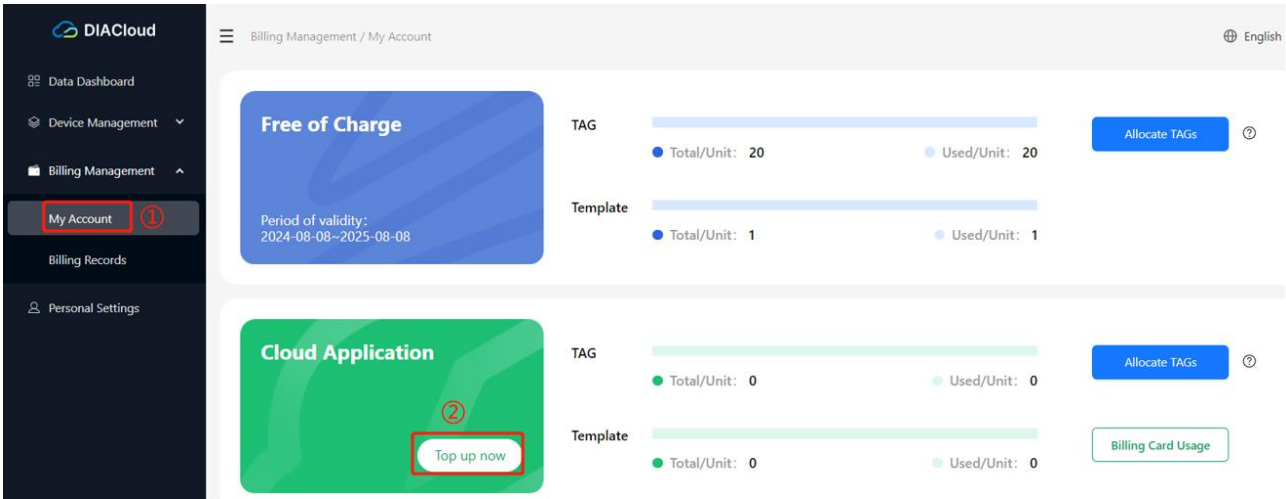 DIACloud
Billing Management / My Account
English
Data Dashboard
Device Management
Billing Management
My Account ①
Billing Records
Personal Settings
Free of Charge
Period of validity:
2024-08-08~2025-08-08
TAG
Total/Unit: 20 Used/Unit: 20
Allocate TAGs
Template
Total/Unit: 1 Used/Unit: 1
Cloud Application
②
Top up now
TAG
Total/Unit: 0 Used/Unit: 0
Allocate TAGs
Template
Total/Unit: 0 Used/Unit: 0
Billing Card Usage